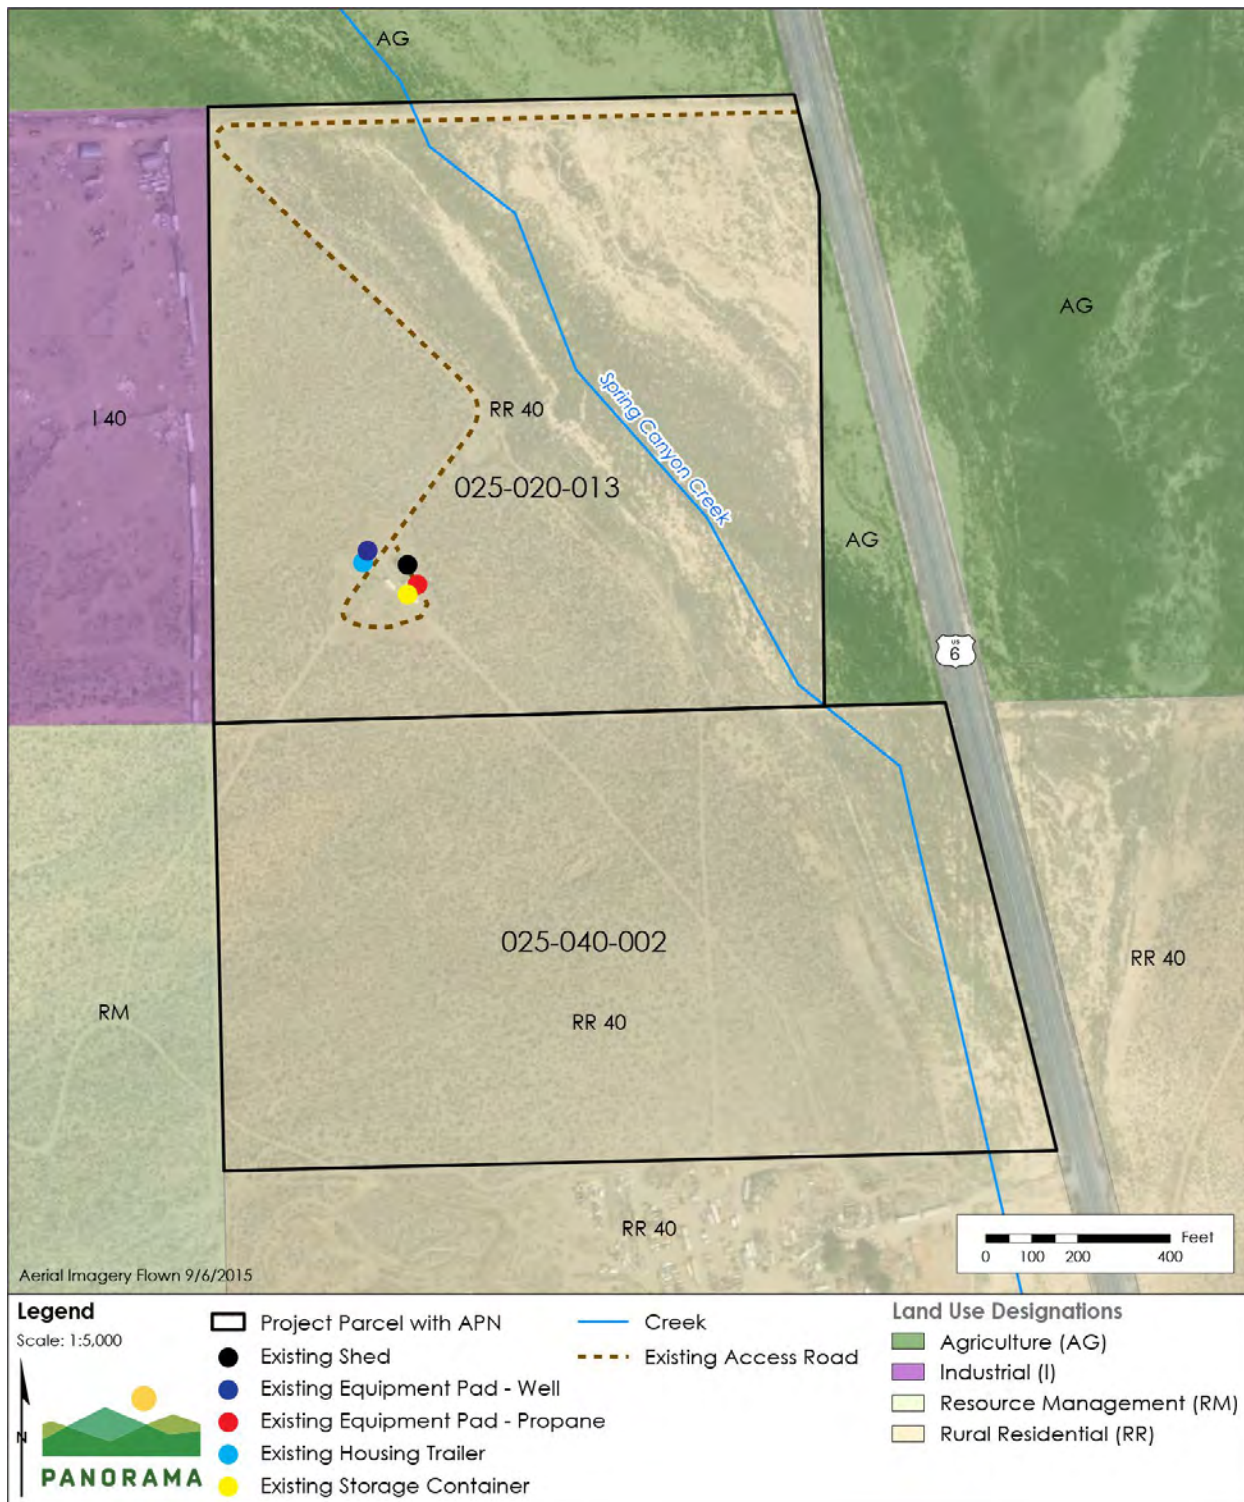 AG
AG
I 40
RR 40
Spring Canyon Creek
025-020-013
AG
US
6
025-040-002
RR 40
RM
RR 40
RR 40
Feet
0 100 200 400
Aerial Imagery Flown 9/6/2015
Legend
Scale: 1:5,000
N
PANORAMA
Project Parcel with APN
Existing Shed
Existing Equipment Pad - Well
Existing Equipment Pad - Propane
Existing Housing Trailer
Existing Storage Container
Creek
Existing Access Road
Land Use Designations
Agriculture (AG)
Industrial (I)
Resource Management (RM)
Rural Residential (RR)